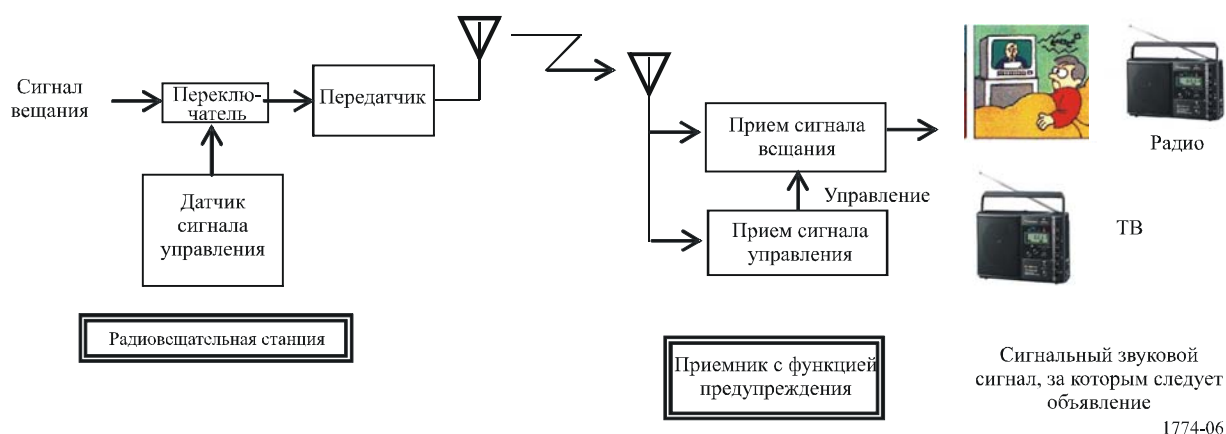 Сигнал
вещания
Переклю-
чатель
Передатчик
Датчик
сигнала
управления
Радиовещательная станция
Прием сигнала
вещания
Управление
Прием сигнала
управления
Приемник с функцией
предупреждения
Радио
ТВ
Сигнальный звуковой
сигнал, за которым следует
объявление
1774-06